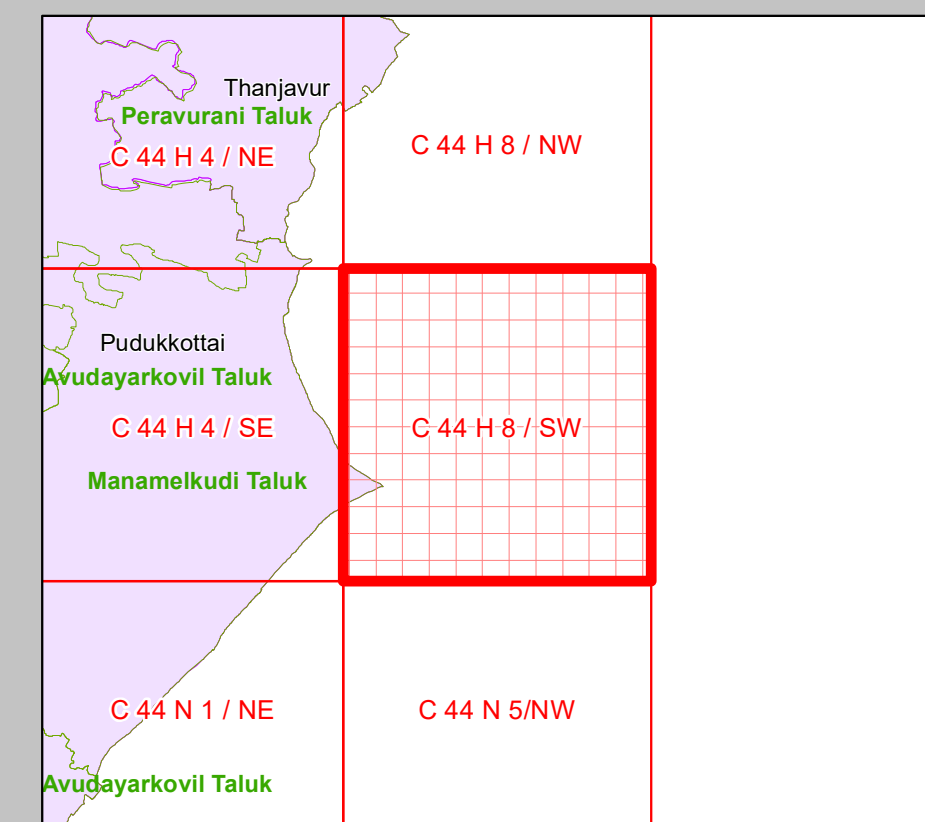 Thanjavur
Peravurani Taluk
C 44 H 4 / NE
C 44 H 8 / NW
Pudukkottai
Avudayarkovil Taluk
C 44 H 4 / SE
C 44 H 8 / SW
Manamelkudi Taluk
C 44 N 1 / NE
C 44 N 5/NW
Avudayarkovil Taluk